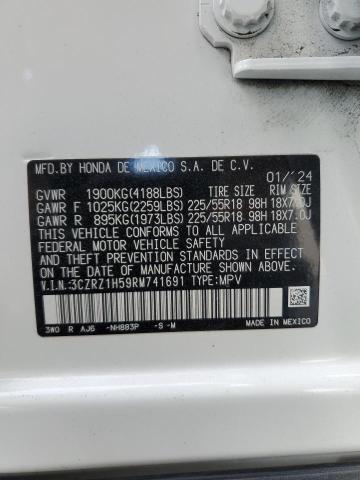 MFD.BY HONDA DE MEXICO S.A. DE C.V.
01/'24
GVWR 1900KG(4188LBS) TIRE SIZE RIM SIZE
GAWR F 1025KG(2259LBS) 225/55R18 98H 18X7.0J
GAWR R 895KG(1973LBS) 225/55R18 98H 18X7.0J
THIS VEHICLE CONFORMS TO ALL APPLICABLE
FEDERAL MOTOR VEHICLE SAFETY, BUMPER, AND
THEFT PREVENTION STANDARDS IN EFFECT ON THE
DATE OF MANUFACTURE SHOWN ABOVE.
V.I.N.:3CZRZ1H59RM741691 TYPE:MPV
3W0 R AJ6 -NH883P -S -M
MADE IN MEXICO